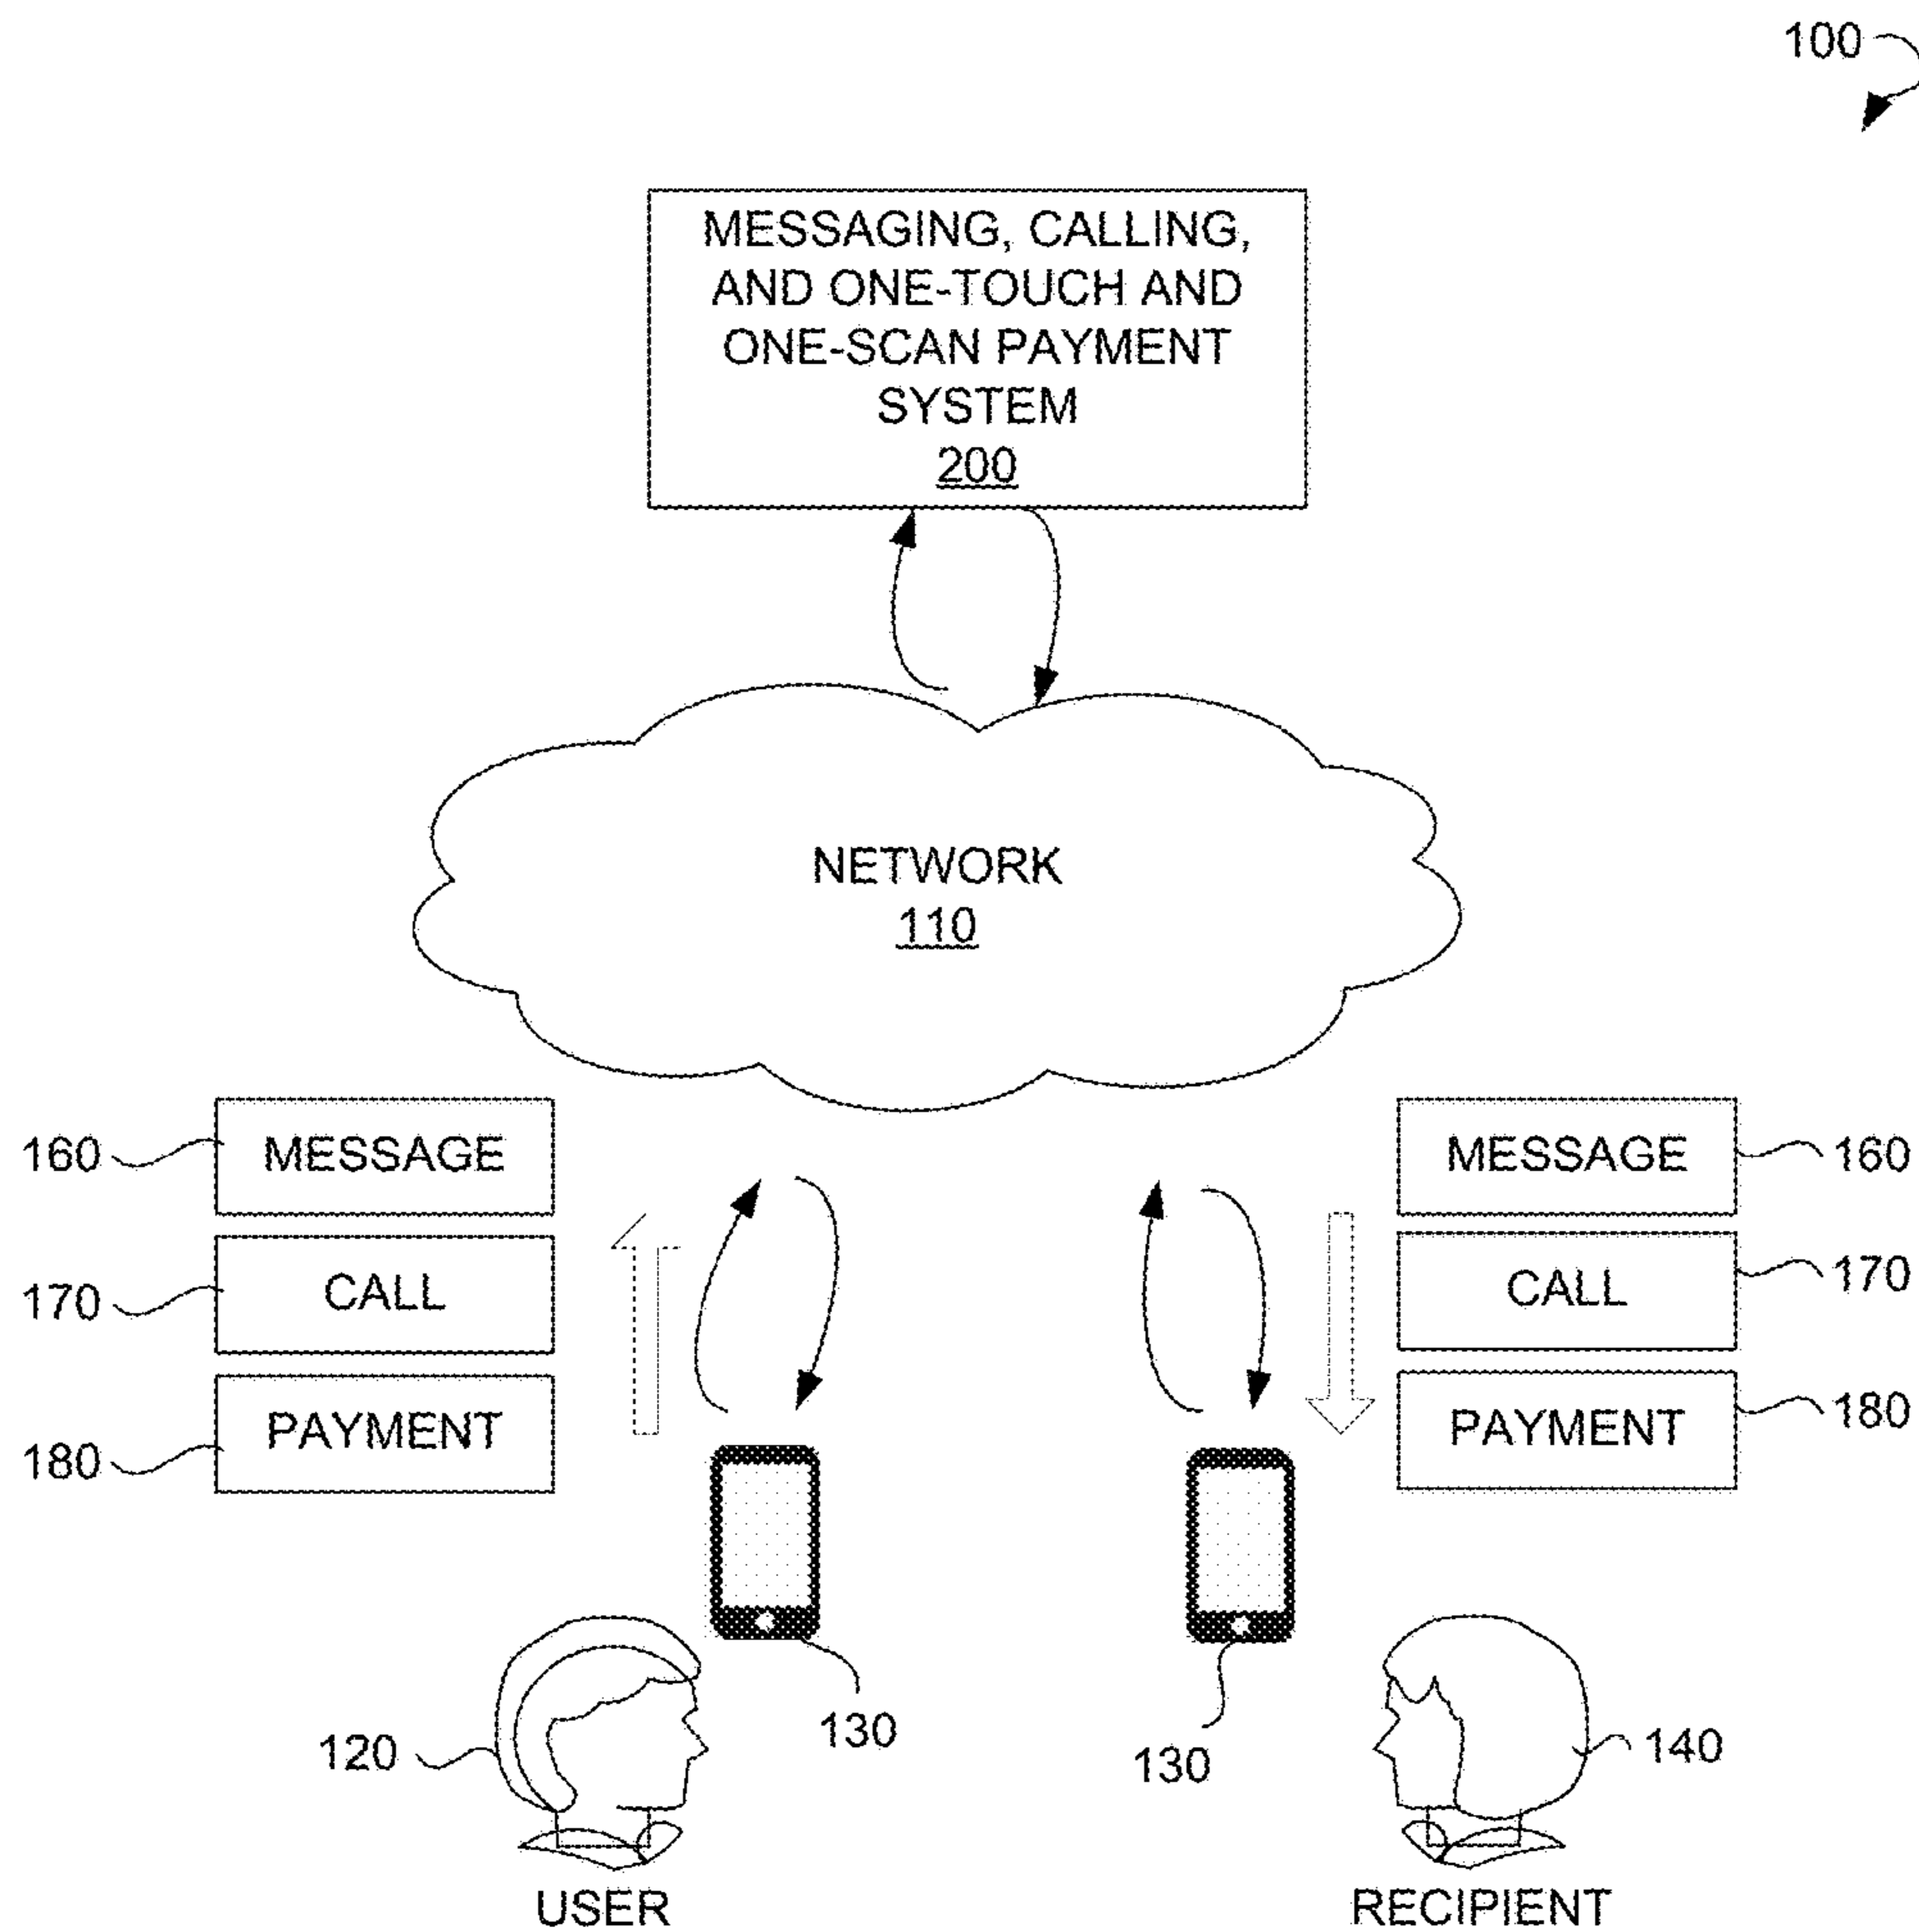 100
MESSAGING, CALLING,
AND ONE-TOUCH AND
ONE-SCAN PAYMENT
SYSTEM
200
NETWORK
110
160
MESSAGE
MESSAGE
160
170
CALL
CALL
170
180
PAYMENT
PAYMENT
180
120
130
130
140
USER
RECIPIENT